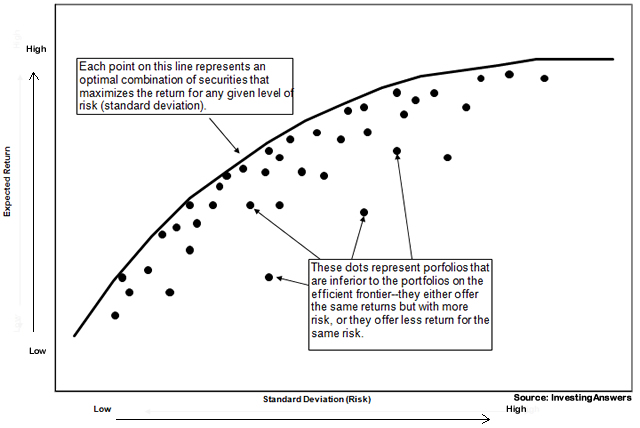 High
Each point on this line represents an
optimal combination of securities that
maximizes the return for any given level of
risk (standard deviation).
Expected Return
These dots represent porfolios that
are inferior to the portfolios on the
efficient frontier--they either offer
the same returns but with more
risk, or they offer less return for the
same risk.
Low
Standard Deviation (Risk)
Source: InvestingAnswers
Low
High